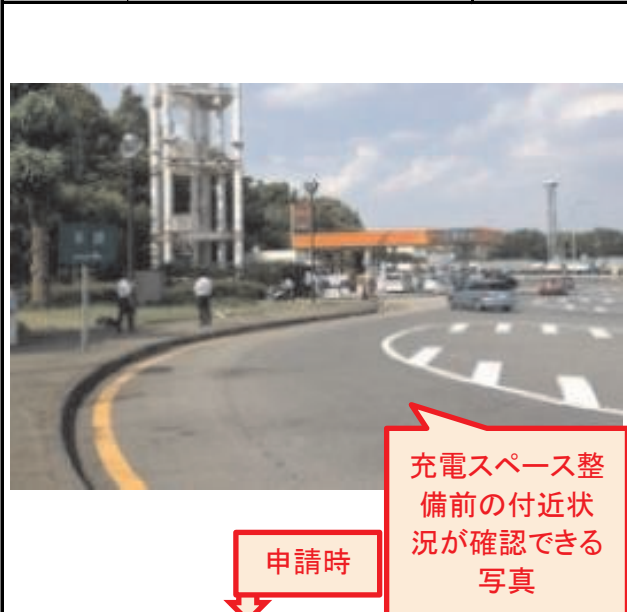 充電スペース整
備前の付近状
況が確認できる
写真
申請時